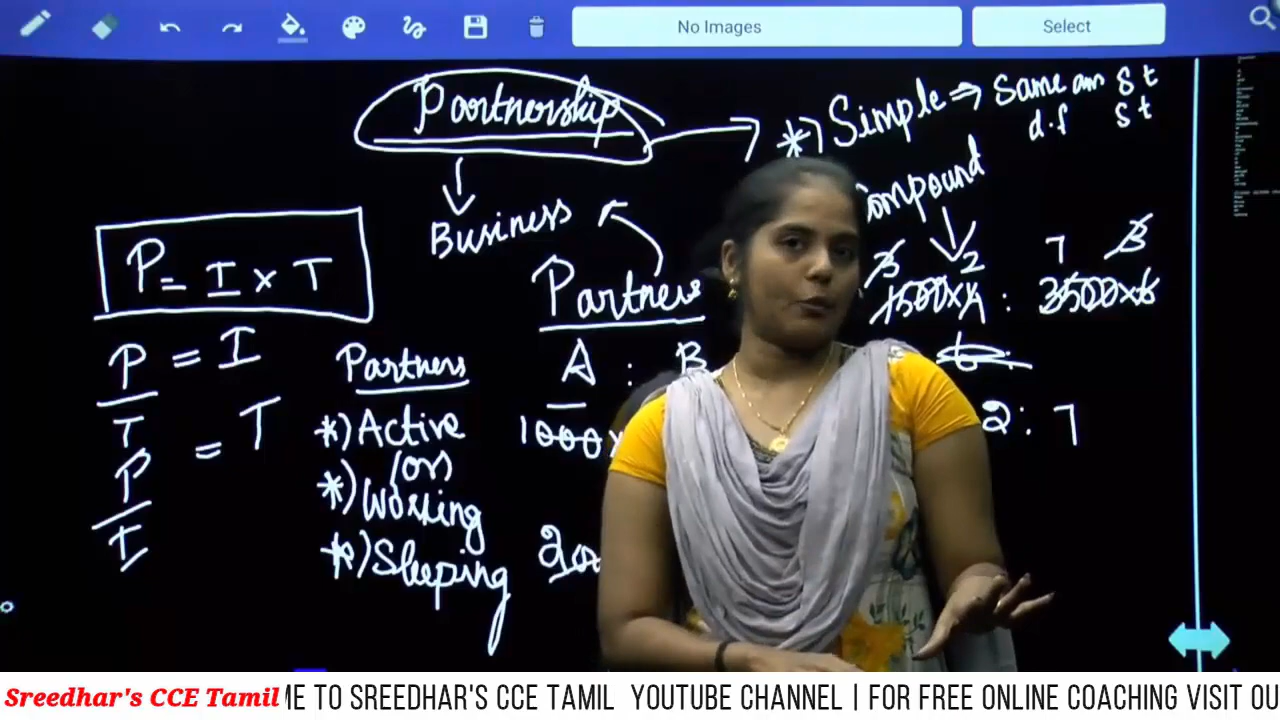 No Images
Select
Partnership
*) Simple ⇒ Same am St
d.f St
Compound
Business
P = I × T
Partners
1500×4 : 3500×6
3 2 7 3
P/T = I
P/I = T
Partners
A : B
*) Active
(or)
*) Working
*) Sleeping
1000×
2 : 7
Sreedhar's CCE Tamil
ME TO SREEDHAR'S CCE TAMIL YOUTUBE CHANNEL | FOR FREE ONLINE COACHING VISIT OU